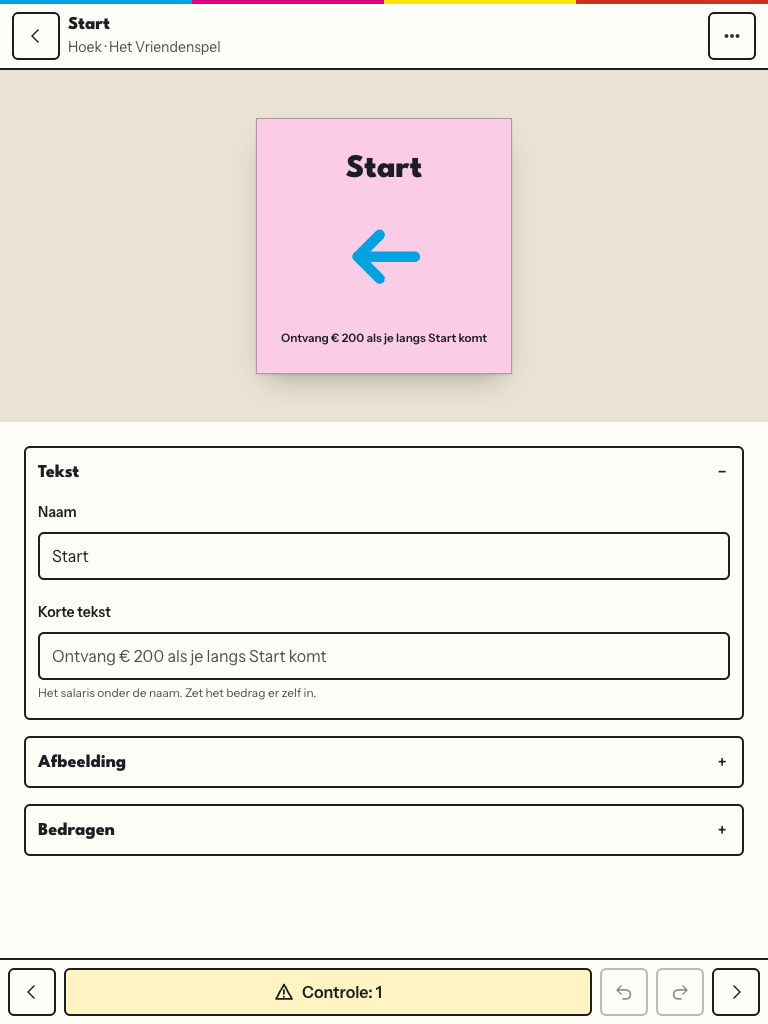 Start
Hoek · Het Vriendenspel
Start
Ontvang € 200 als je langs Start komt
Tekst
Naam
Start
Korte tekst
Ontvang € 200 als je langs Start komt
Het salaris onder de naam. Zet het bedrag er zelf in.
Afbeelding
Bedragen
Controle: 1